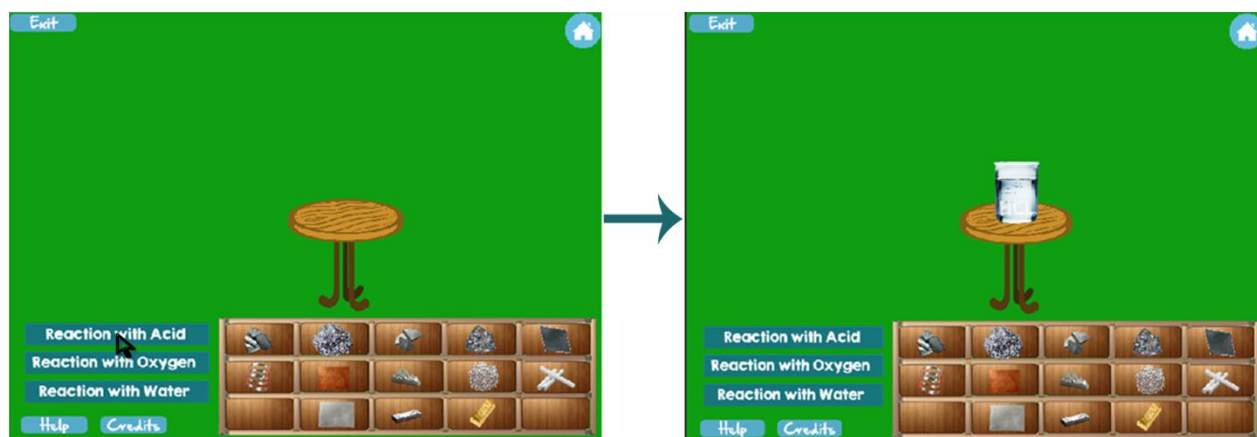 Exit
Reaction with Acid
Reaction with Oxygen
Reaction with Water
Help Credits
Exit
Reaction with Acid
Reaction with Oxygen
Reaction with Water
Help Credits